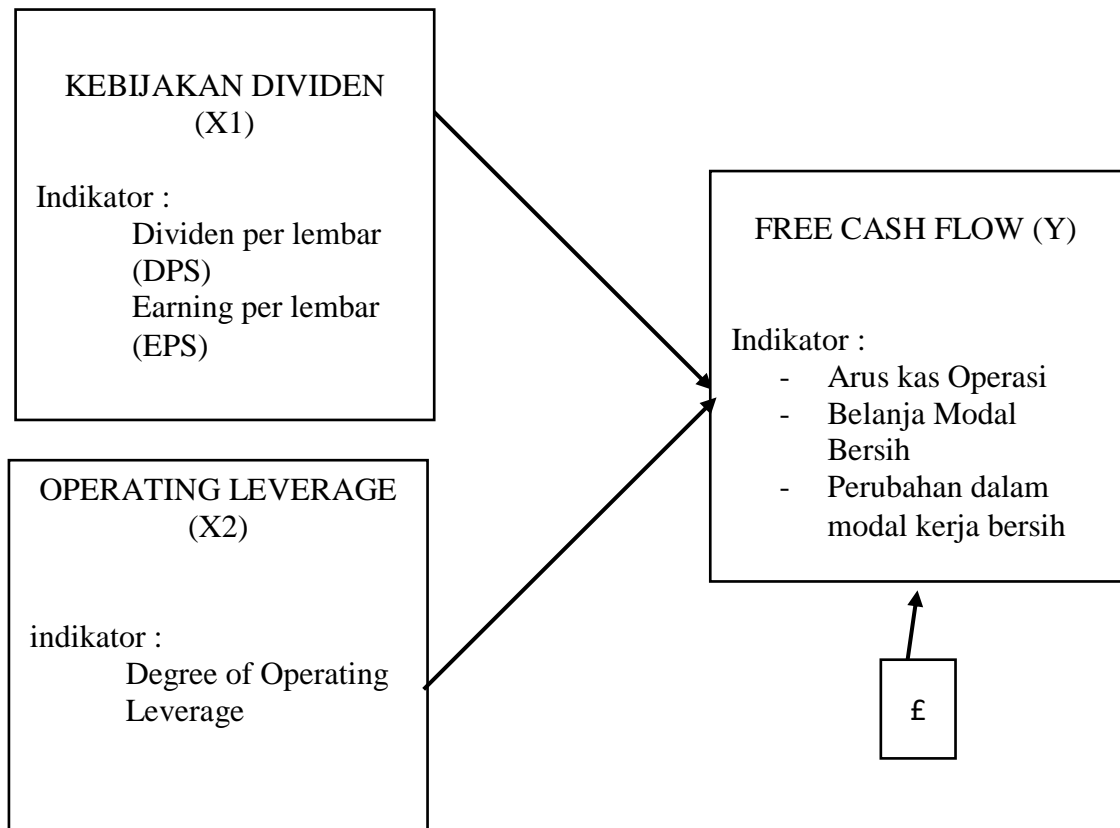 KEBIJAKAN DIVIDEN
(X1)
Indikator :
Dividen per lembar
(DPS)
Earning per lembar
(EPS)
OPERATING LEVERAGE
(X2)
indikator :
Degree of Operating
Leverage
FREE CASH FLOW (Y)
Indikator :
- Arus kas Operasi
- Belanja Modal
Bersih
- Perubahan dalam
modal kerja bersih
£